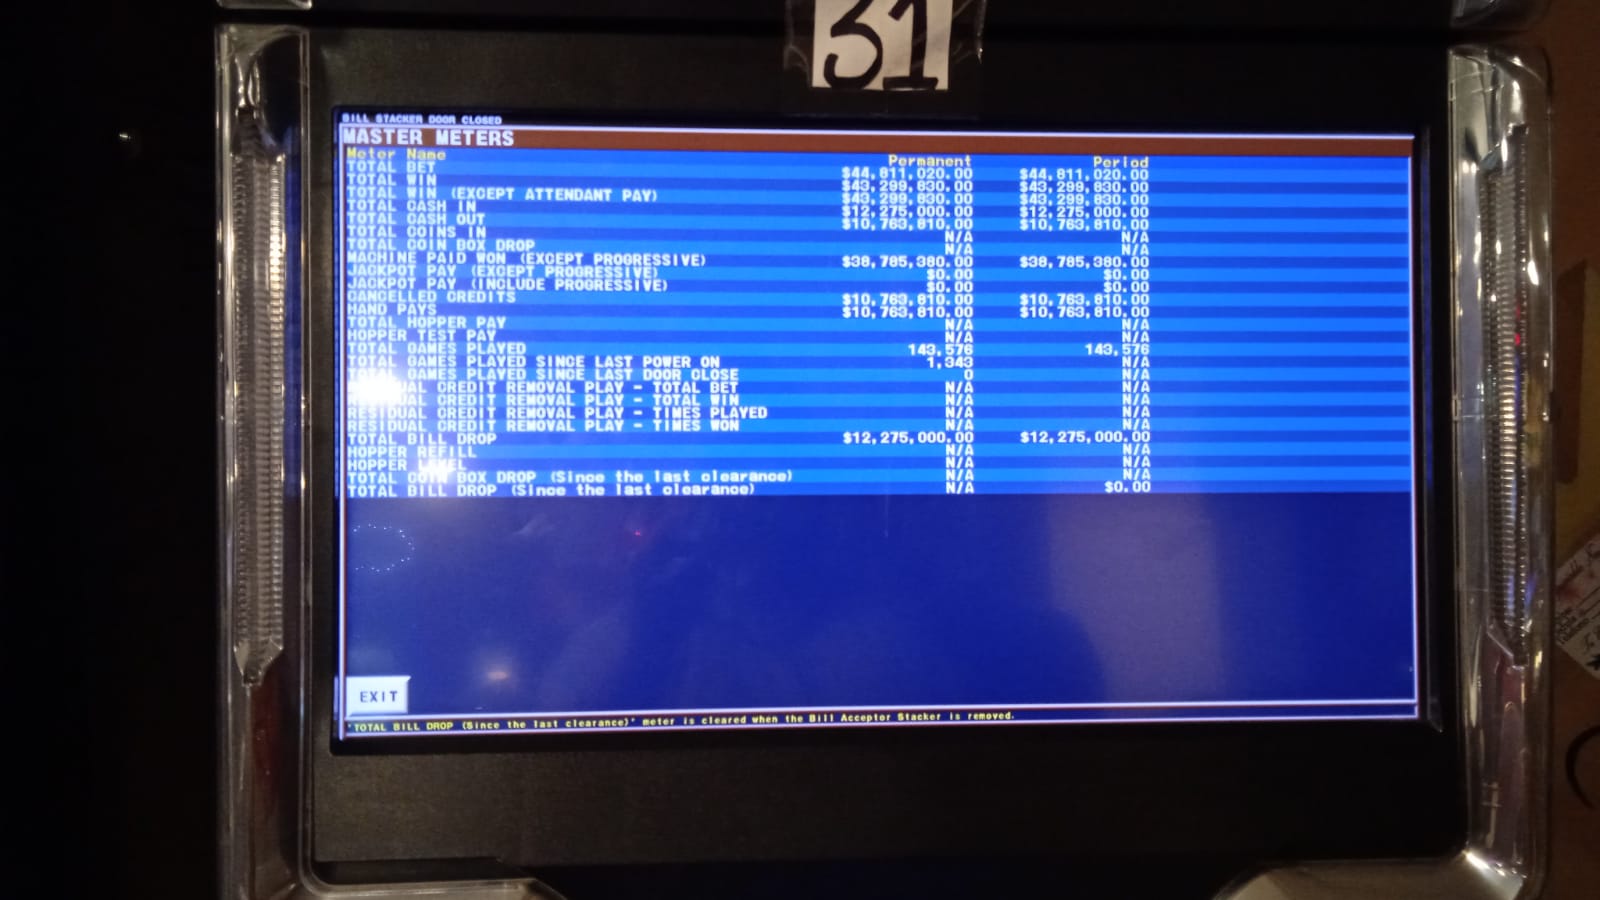 31
BILL STACKER DOOR CLOSED
MASTER METERS
Meter Name Permanent Period
TOTAL BET $44,811,020.00 $44,811,020.00
TOTAL WIN $43,299,830.00 $43,299,830.00
TOTAL WIN (EXCEPT ATTENDANT PAY) $43,299,830.00 $43,299,830.00
TOTAL CASH IN $12,275,000.00 $12,275,000.00
TOTAL CASH OUT $10,763,810.00 $10,763,810.00
TOTAL COINS IN N/A N/A
TOTAL COIN BOX DROP N/A N/A
MACHINE PAID WON (EXCEPT PROGRESSIVE) $38,785,380.00 $38,785,380.00
JACKPOT PAY (EXCEPT PROGRESSIVE) $0.00 $0.00
JACKPOT PAY (INCLUDE PROGRESSIVE) $0.00 $0.00
CANCELLED CREDITS $10,763,810.00 $10,763,810.00
HAND PAYS $10,763,810.00 $10,763,810.00
TOTAL HOPPER PAY N/A N/A
HOPPER TEST PAY N/A N/A
TOTAL GAMES PLAYED 143,576 143,576
TOTAL GAMES PLAYED SINCE LAST POWER ON 1,343 N/A
TOTAL GAMES PLAYED SINCE LAST DOOR CLOSE 0 N/A
CREDIT REMOVAL PLAY - TOTAL BET N/A N/A
CREDIT REMOVAL PLAY - TOTAL WIN N/A N/A
RESIDUAL CREDIT REMOVAL PLAY - TIMES PLAYED N/A N/A
RESIDUAL CREDIT REMOVAL PLAY - TIMES WON N/A N/A
TOTAL BILL DROP $12,275,000.00 $12,275,000.00
HOPPER REFILL N/A N/A
HOPPER LEVEL N/A N/A
TOTAL COIN BOX DROP (Since the last clearance) N/A N/A
TOTAL BILL DROP (Since the last clearance) N/A $0.00
EXIT
'TOTAL BILL DROP (Since the last clearance)' meter is cleared when the Bill Acceptor Stacker is removed.